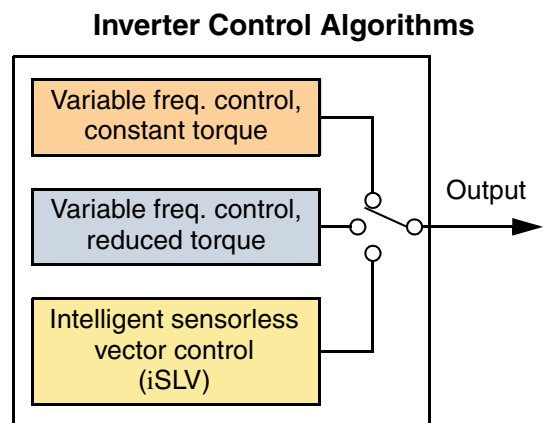 Inverter Control Algorithms
Variable freq. control,
constant torque
Output
Variable freq. control,
reduced torque
Intelligent sensorless
vector control
(iSLV)